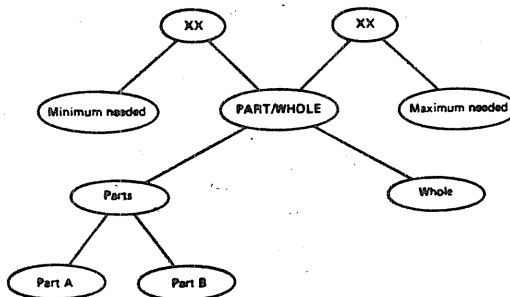 XX
XX
Minimum needed
PART/WHOLE
Maximum needed
Parts
Whole
Part A
Part B